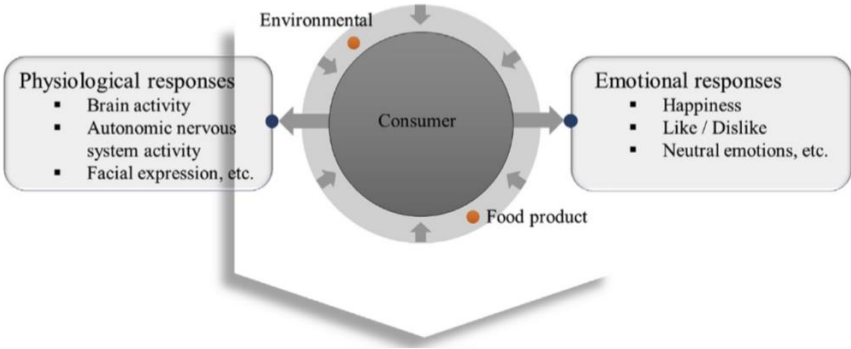 Environmental
Physiological responses
▪ Brain activity
▪ Autonomic nervous
system activity
▪ Facial expression, etc.
Consumer
Emotional responses
▪ Happiness
▪ Like / Dislike
▪ Neutral emotions, etc.
Food product